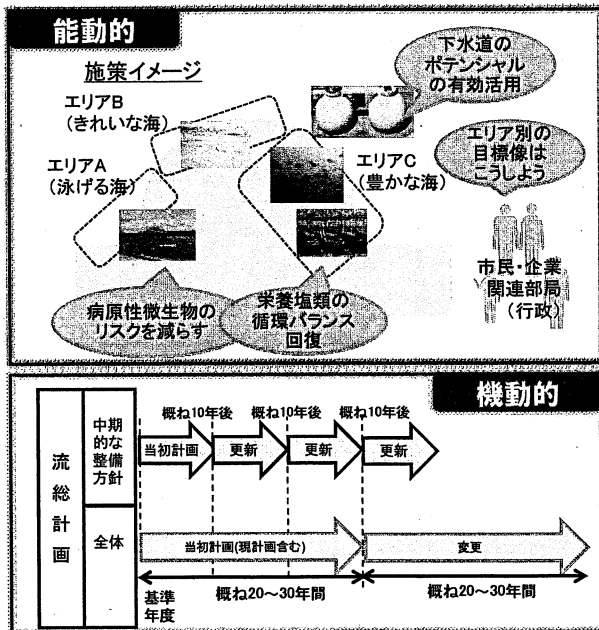 能動的
施策イメージ
下水道の
ポテンシャル
の有効活用
エリアB
(きれいな海)
エリアA
(泳げる海)
エリアC
(豊かな海)
エリア別の
目標像は
こうしよう
市民・企業
関連部局
(行政)
病原性微生物の
リスクを減らす
栄養塩類の
循環バランス
回復
機動的
流総計画
中期
的な
整備
方針
概ね10年後 概ね10年後 概ね10年後
当初計画 更新 更新 更新
全体
当初計画(現計画含む) 変更
基準
年度
概ね20~30年間 概ね20~30年間